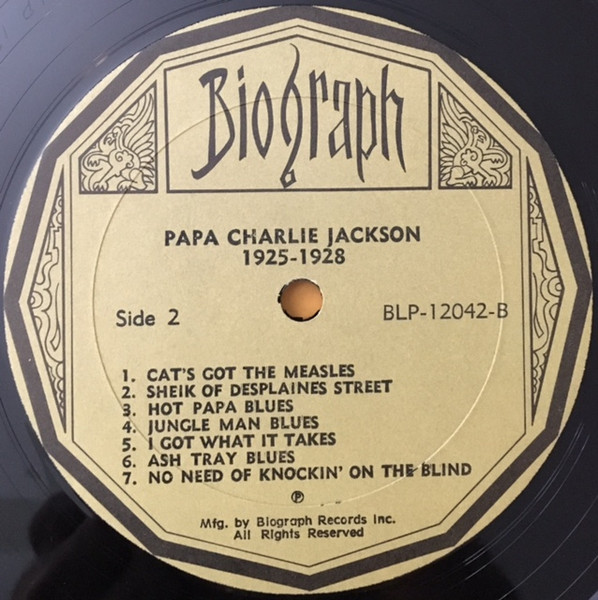 Biograph
PAPA CHARLIE JACKSON
1925-1928
Side 2
BLP-12042-B
1. CAT'S GOT THE MEASLES
2. SHEIK OF DESPLAINES STREET
3. HOT PAPA BLUES
4. JUNGLE MAN BLUES
5. I GOT WHAT IT TAKES
6. ASH TRAY BLUES
7. NO NEED OF KNOCKIN' ON THE BLIND
℗
Mfg. by Biograph Records Inc.
All Rights Reserved